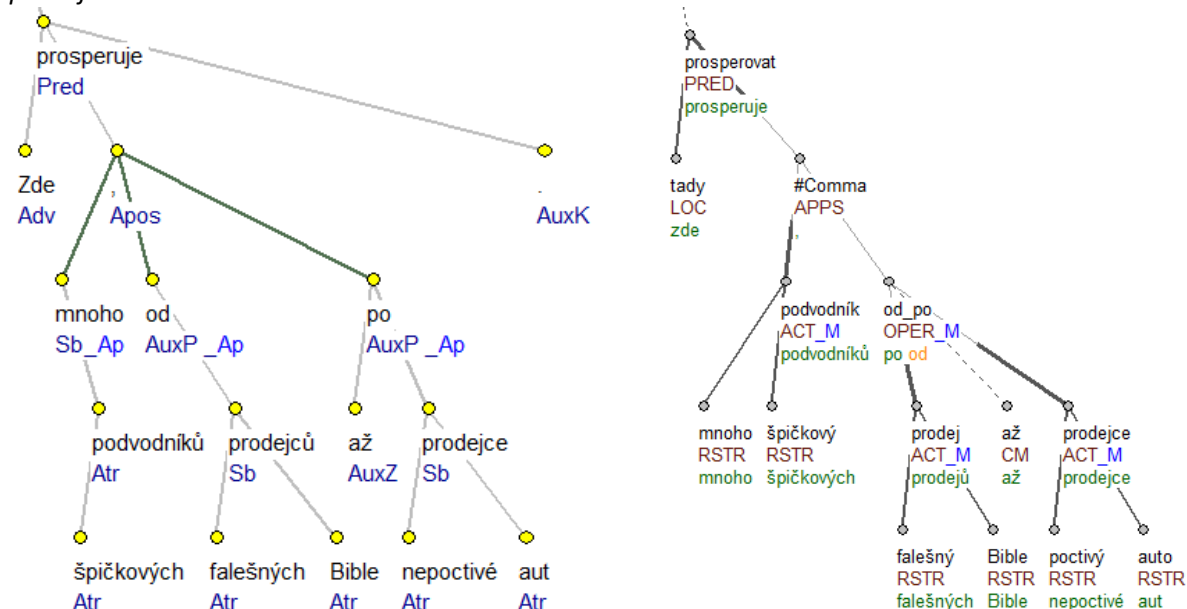 prosperuje
Pred
Zde
Adv
,
Apos
.
AuxK
mnoho
Sb_Ap
od
AuxP _Ap
po
AuxP _Ap
podvodníků
Atr
prodejců
Sb
až
AuxZ
prodejce
Sb
špičkových
Atr
falešných
Atr
Bible
Atr
nepoctivé
Atr
aut
Atr
prosperovat
PRED
prosperuje
tady
LOC
zde
#Comma
APPS
,
podvodník
ACT_M
podvodníků
od_po
OPER_M
po od
mnoho
RSTR
mnoho
špičkový
RSTR
špičkových
prodej
ACT_M
prodejů
až
CM
až
prodejce
ACT_M
prodejce
falešný
RSTR
falešných
Bible
RSTR
Bible
poctivý
RSTR
nepoctivé
auto
RSTR
aut